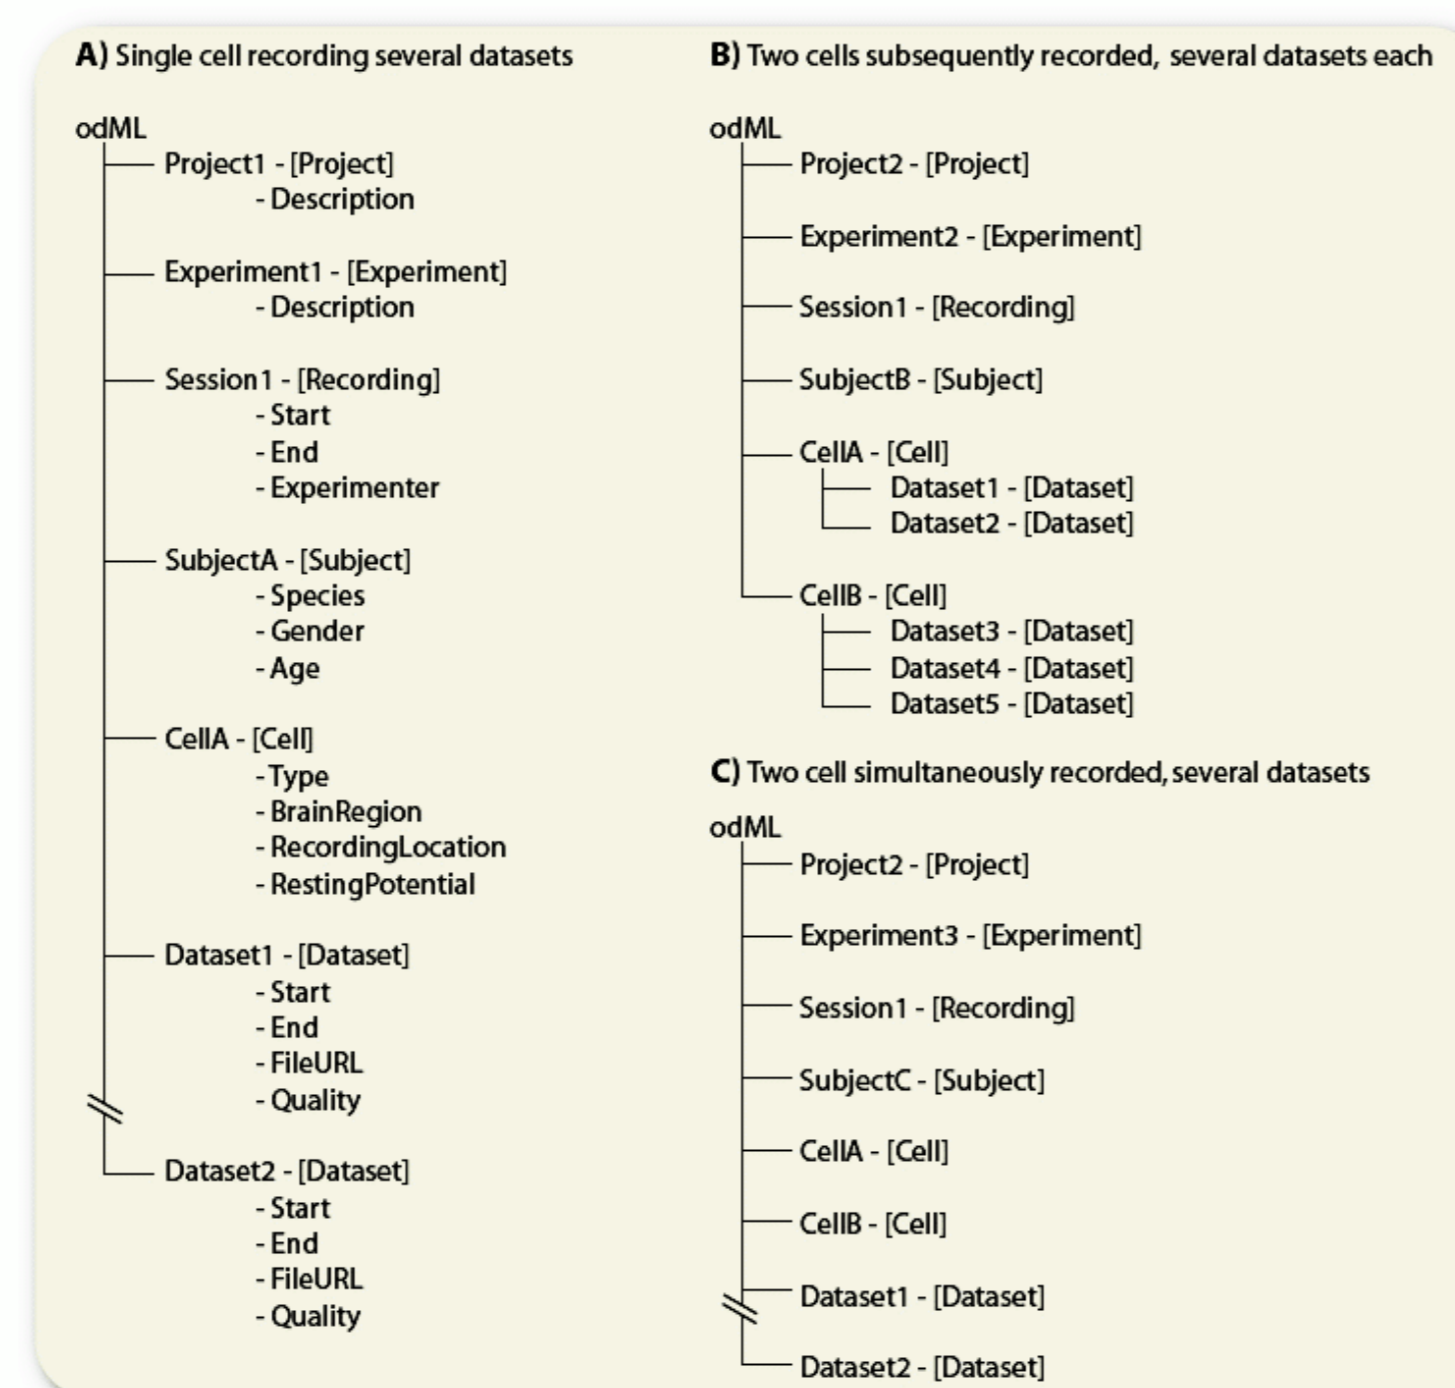 A) Single cell recording several datasets
odML
Project1 - [Project]
- Description
Experiment1 - [Experiment]
- Description
Session1 - [Recording]
- Start
- End
- Experimenter
SubjectA - [Subject]
- Species
- Gender
- Age
CellA - [Cell]
- Type
- BrainRegion
- RecordingLocation
- RestingPotential
Dataset1 - [Dataset]
- Start
- End
- FileURL
- Quality
Dataset2 - [Dataset]
- Start
- End
- FileURL
- Quality
B) Two cells subsequently recorded, several datasets each
odML
Project2 - [Project]
Experiment2 - [Experiment]
Session1 - [Recording]
SubjectB - [Subject]
CellA - [Cell]
Dataset1 - [Dataset]
Dataset2 - [Dataset]
CellB - [Cell]
Dataset3 - [Dataset]
Dataset4 - [Dataset]
Dataset5 - [Dataset]
C) Two cell simultaneously recorded, several datasets
odML
Project2 - [Project]
Experiment3 - [Experiment]
Session1 - [Recording]
SubjectC - [Subject]
CellA - [Cell]
CellB - [Cell]
Dataset1 - [Dataset]
Dataset2 - [Dataset]